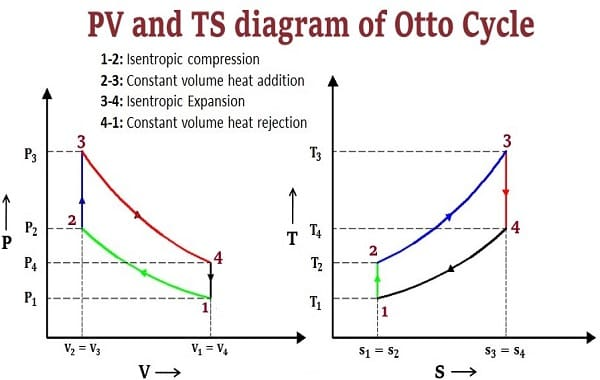 PV and TS diagram of Otto Cycle
1-2: Isentropic compression
2-3: Constant volume heat addition
3-4: Isentropic Expansion
4-1: Constant volume heat rejection
P
P₃
P₂
P₄
P₁
3
2
4
1
V₂ = V₃
V₁ = V₄
V
T
T₃
T₄
T₂
T₁
3
4
2
1
s₁ = s₂
s₃ = s₄
S